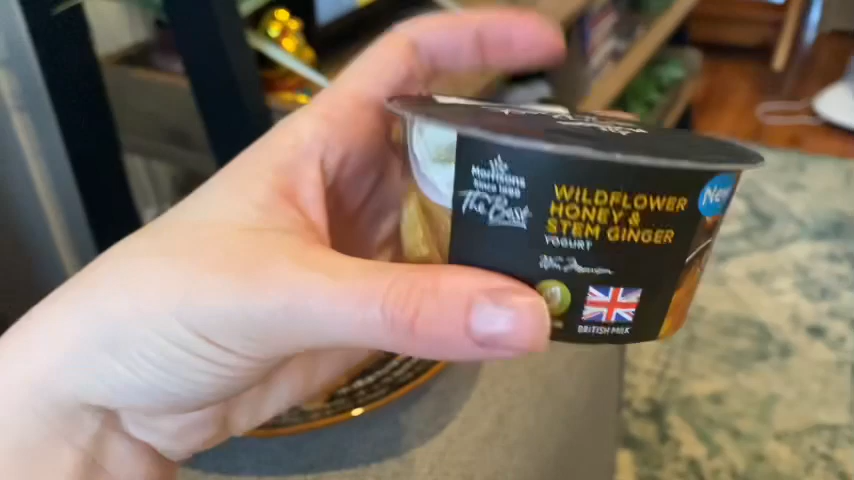 Morrisons
SINCE 1899
The Best
WILDFLOWER
HONEY &
STEM GINGER
YOGURT
New
BRITISH MILK